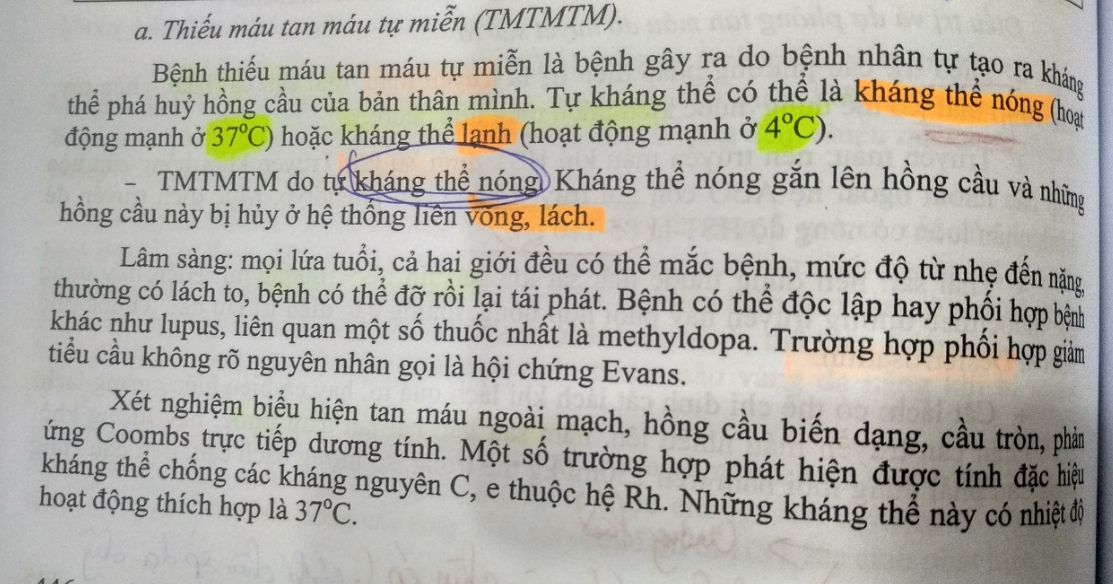 a. Thiếu máu tan máu tự miễn (TMTMTM).
Bệnh thiếu máu tan máu tự miễn là bệnh gây ra do bệnh nhân tự tạo ra kháng
thể phá huỷ hồng cầu của bản thân mình. Tự kháng thể có thể là kháng thể nóng (hoạt
động mạnh ở 37°C) hoặc kháng thể lạnh (hoạt động mạnh ở 4°C).
- TMTMTM do tự kháng thể nóng. Kháng thể nóng gắn lên hồng cầu và những
hồng cầu này bị hủy ở hệ thống liên võng, lách.
Lâm sàng: mọi lứa tuổi, cả hai giới đều có thể mắc bệnh, mức độ từ nhẹ đến nặng,
thường có lách to, bệnh có thể đỡ rồi lại tái phát. Bệnh có thể độc lập hay phối hợp bệnh
khác như lupus, liên quan một số thuốc nhất là methyldopa. Trường hợp phối hợp giảm
tiểu cầu không rõ nguyên nhân gọi là hội chứng Evans.
Xét nghiệm biểu hiện tan máu ngoài mạch, hồng cầu biến dạng, cầu tròn, phản
ứng Coombs trực tiếp dương tính. Một số trường hợp phát hiện được tính đặc hiệu
kháng thể chống các kháng nguyên C, e thuộc hệ Rh. Những kháng thể này có nhiệt độ
hoạt động thích hợp là 37°C.